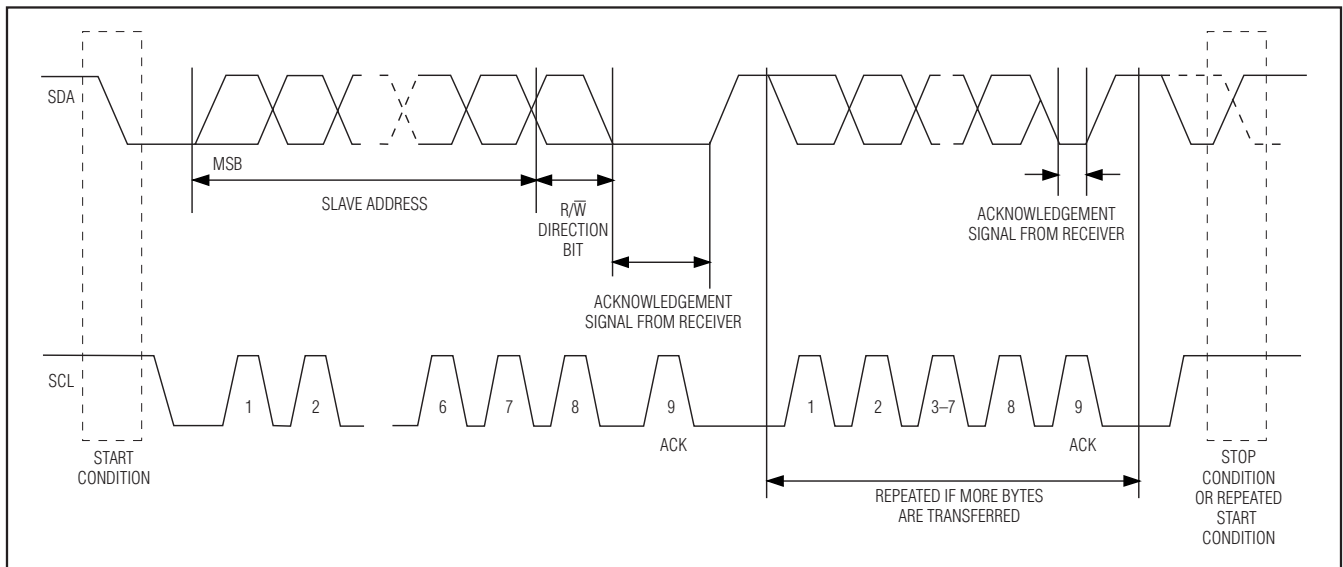 SDA
MSB
SLAVE ADDRESS
R/W̅
DIRECTION
BIT
ACKNOWLEDGEMENT
SIGNAL FROM RECEIVER
ACKNOWLEDGEMENT
SIGNAL FROM RECEIVER
SCL
1 2 6 7 8 9 1 2 3–7 8 9
ACK ACK
START
CONDITION
REPEATED IF MORE BYTES
ARE TRANSFERRED
STOP
CONDITION
OR REPEATED
START
CONDITION